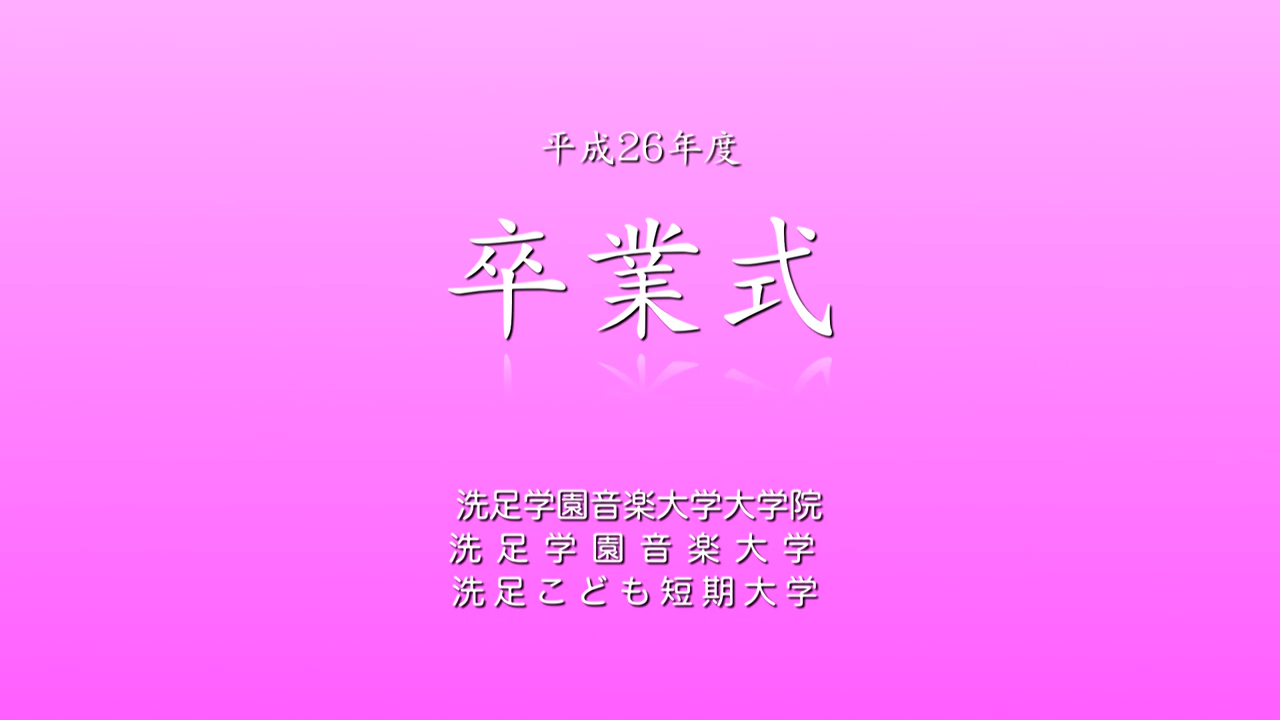 平成26年度
卒業式
洗足学園音楽大学大学院
洗足学園音楽大学
洗足こども短期大学